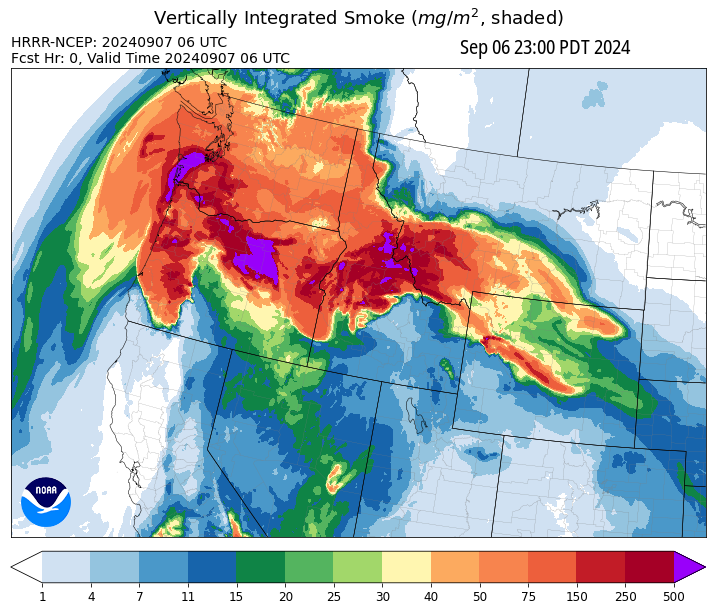 Vertically Integrated Smoke (mg/m², shaded)
HRRR-NCEP: 20240907 06 UTC
Fcst Hr: 0, Valid Time 20240907 06 UTC
Sep 06 23:00 PDT 2024
NOAA
1 4 7 11 15 20 25 30 40 50 75 150 250 500